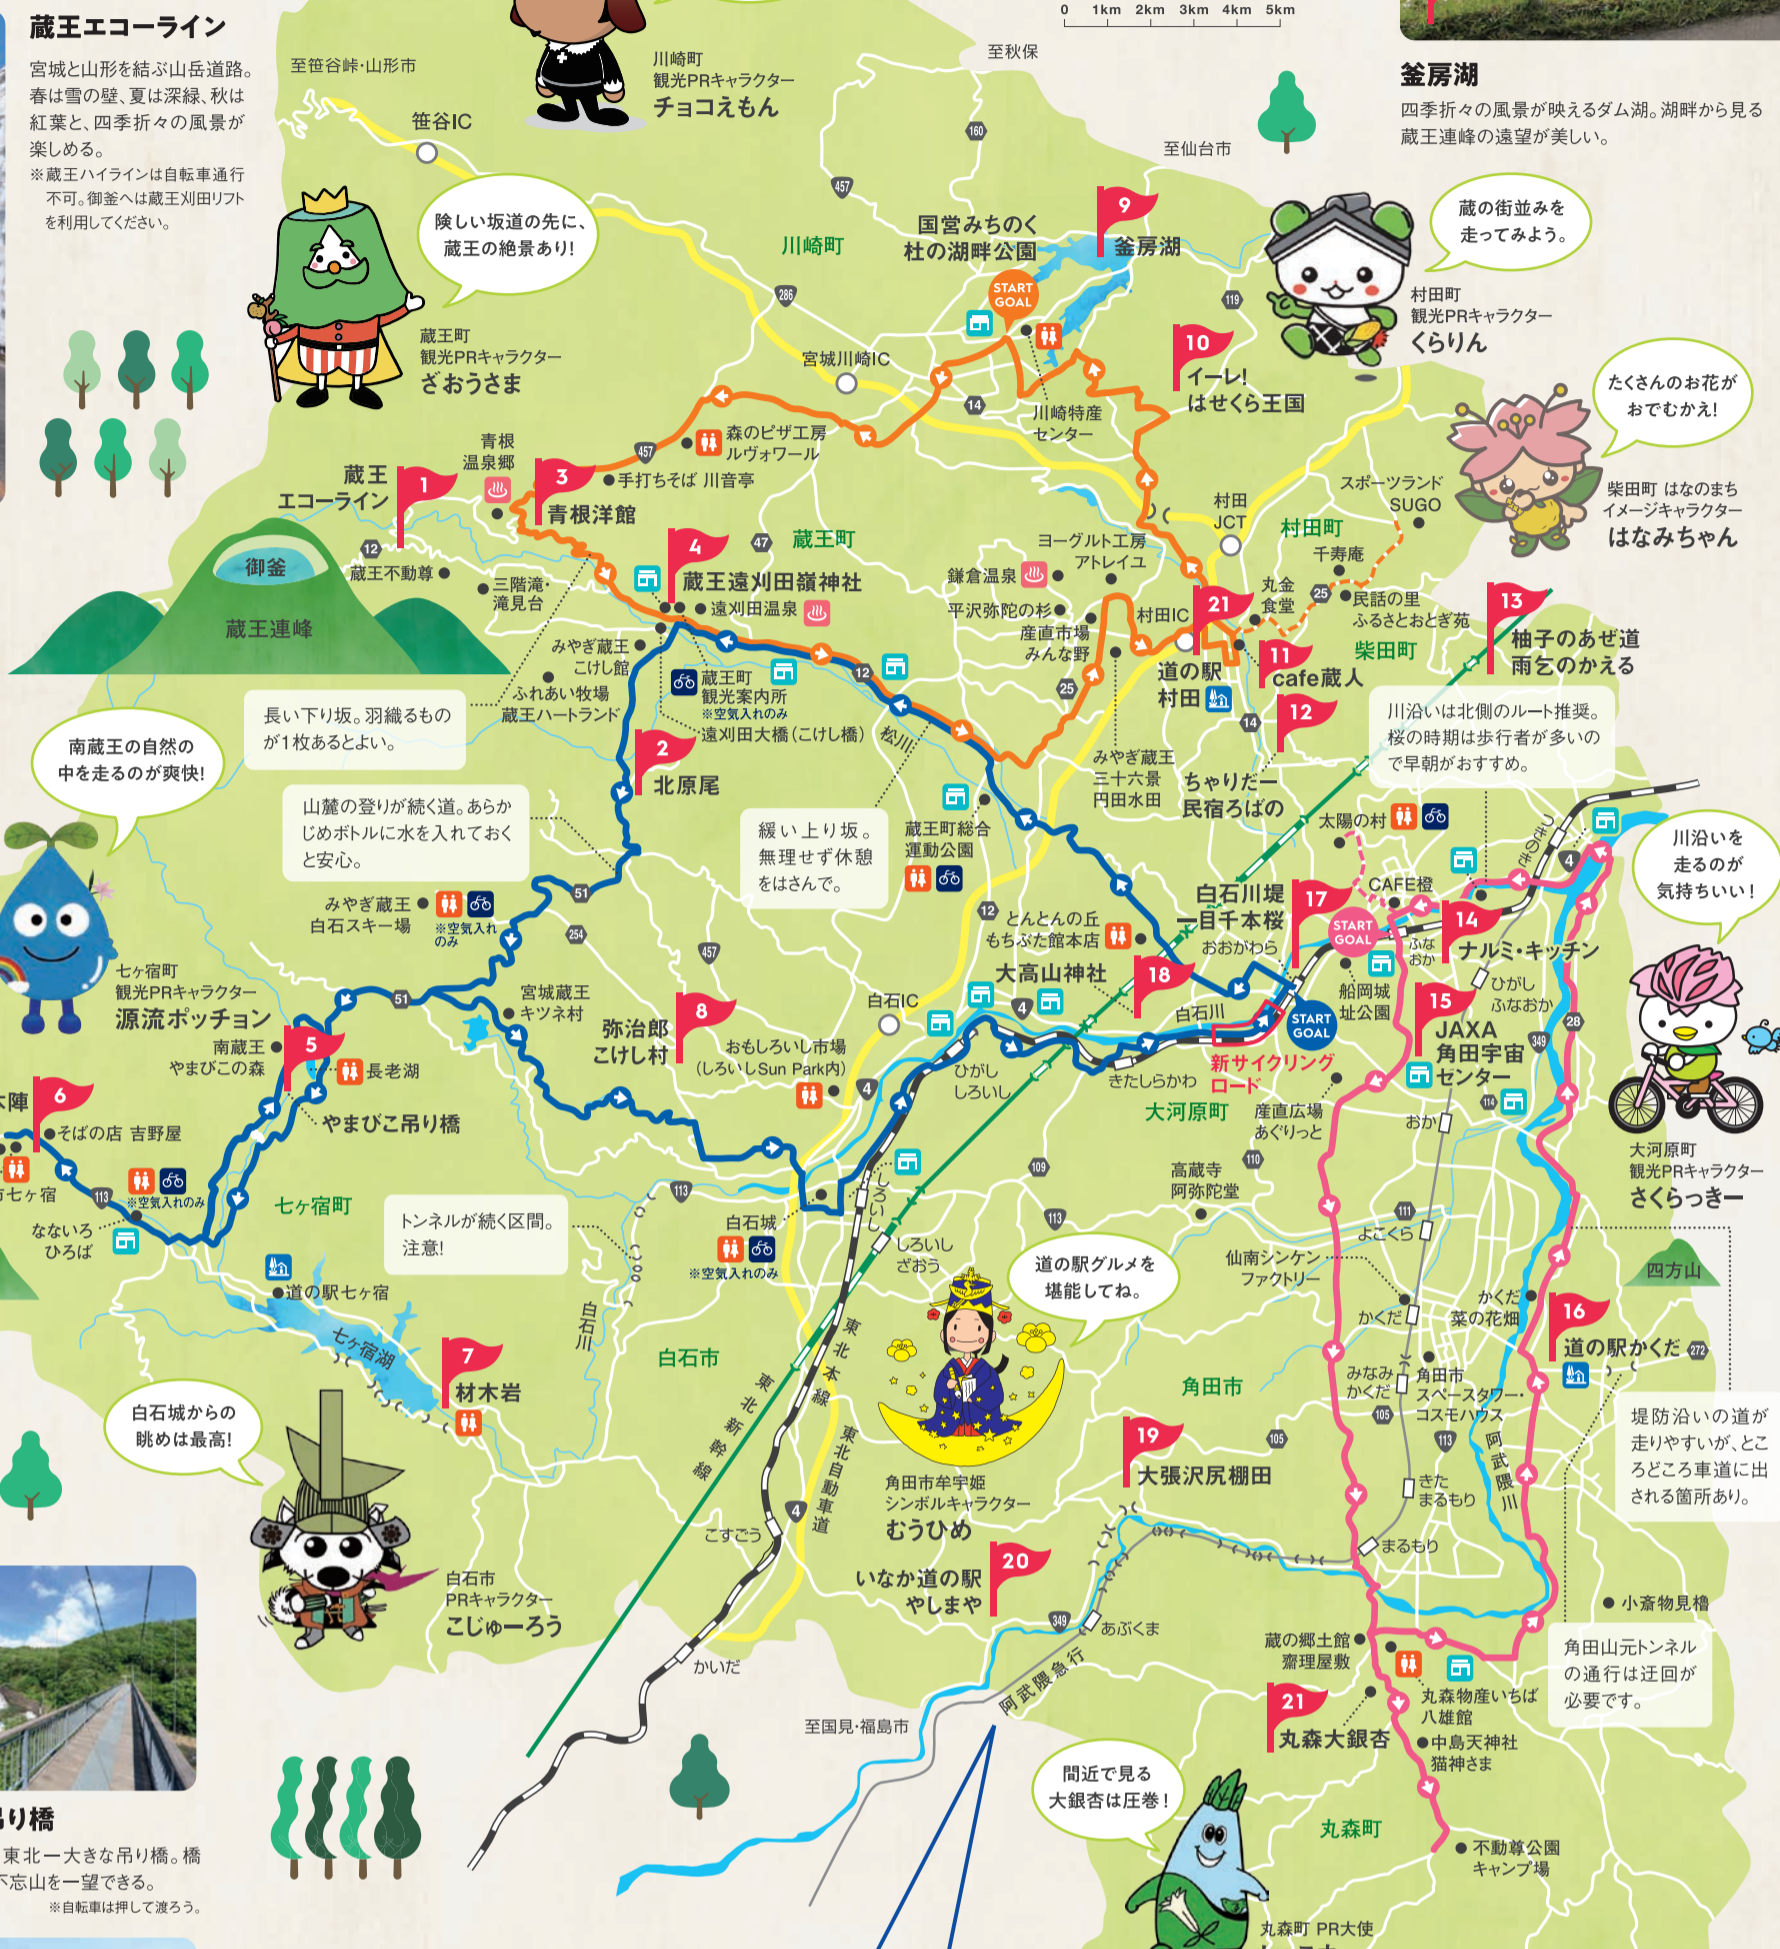 蔵王エコーライン
宮城と山形を結ぶ山岳道路。
春は雪の壁、夏は深緑、秋は
紅葉と、四季折々の風景が
楽しめる。
※蔵王ハイラインは自転車通行
不可。御釜へは蔵王刈田リフト
を利用してください。
川崎町
観光PRキャラクター
チョコえもん
0 1km 2km 3km 4km 5km
釜房湖
四季折々の風景が映えるダム湖。湖畔から見る
蔵王連峰の遠望が美しい。
至笹谷峠・山形市
笹谷IC
至秋保
至仙台市
160
457
286
119
険しい坂道の先に、
蔵王の絶景あり!
蔵王町
観光PRキャラクター
ざおうさま
川崎町
国営みちのく
杜の湖畔公園
START
GOAL
9
釜房湖
蔵の街並みを
走ってみよう。
村田町
観光PRキャラクター
くらりん
宮城川崎IC
14
川崎特産
センター
10
イーレ!
はせくら王国
たくさんのお花が
おでむかえ!
柴田町 はなのまち
イメージキャラクター
はなみちゃん
蔵王
エコーライン
1
青根
温泉郷
3
青根洋館
457
森のピザ工房
ルヴォワール
手打ちそば 川音亭
御釜
蔵王連峰
12
蔵王不動尊
三階滝・
滝見台
4
蔵王遠刈田嶺神社
遠刈田温泉
47
蔵王町
村田
JCT
村田町
スポーツランド
SUGO
ヨーグルト工房
アトレイユ
鎌倉温泉
平沢弥陀の杉
産直市場
みんな野
村田IC
21
道の駅
村田
丸金
食堂
千寿庵
25
民話の里
ふるさとおとぎ苑
11
cafe蔵人
柴田町
13
柚子のあぜ道
雨乞のかえる
みやぎ蔵王
こけし館
ふれあい牧場
蔵王ハートランド
蔵王町
観光案内所
※空気入れのみ
遠刈田大橋(こけし橋)
12
松川
25
14
12
ちゃりだー
民宿ろばの
みやぎ蔵王
三十六景
円田水田
長い下り坂。羽織るもの
が1枚あるとよい。
川沿いは北側のルート推奨。
桜の時期は歩行者が多いの
で早朝がおすすめ。
南蔵王の自然の
中を走るのが爽快!
2
北原尾
山麓の登りが続く道。あらか
じめボトルに水を入れておく
と安心。
緩い上り坂。
無理せず休憩
をはさんで。
蔵王町総合
運動公園
太陽の村
つきのき
4
川沿いを
走るのが
気持ちいい!
みやぎ蔵王
白石スキー場
※空気入れ
のみ
51
254
457
12
とんとんの丘
もちぶた館本店
白石川堤
一目千本桜
おおがわら
17
START
GOAL
CAFE橙
14
ナルミ・キッチン
ふな
おか
ひがし
ふなおか
七ヶ宿町
観光PRキャラクター
源流ポッチョン
51
宮城蔵王
キツネ村
8
弥治郎
こけし村
白石IC
大高山神社
18
4
白石川
START
GOAL
新サイクリング
ロード
船岡城
址公園
15
JAXA
角田宇宙
センター
349
28
114
南蔵王
やまびこの森
5
長老湖
やまびこ吊り橋
おもしろいし市場
(しろいしSun Park内)
4
ひがし
しろいし
きたしらかわ
大河原町
産直広場
あぐりっと
おか
本陣
6
そばの店 吉野屋
市七ヶ宿
113
※空気入れのみ
なないろ
ひろば
七ヶ宿町
トンネルが続く区間。
注意!
113
白石城
※空気入れのみ
しろいし
しろいし
ざおう
109
113
110
高蔵寺
阿弥陀堂
111
よこくら
大河原町
観光PRキャラクター
さくらっきー
道の駅七ヶ宿
七ヶ宿湖
白石川
7
材木岩
白石市
東北本線
東北新幹線
東北自動車道
道の駅グルメを
堪能してね。
角田市牟宇姫
シンボルキャラクター
むうひめ
仙南シンケン
ファクトリー
かくだ
かくだ
菜の花畑
四方山
16
道の駅かくだ
272
角田市
みなみ
かくだ
角田市
スペースタワー・
コスモハウス
105
105
113
阿武隈川
きた
まるもり
堤防沿いの道が
走りやすいが、とこ
ろどころ車道に出
される箇所あり。
白石城からの
眺めは最高!
白石市
PRキャラクター
こじゅーろう
4
こすごう
かいだ
19
大張沢尻棚田
20
いなか道の駅
やしまや
まるもり
349
あぶくま
阿武隈急行
至国見・福島市
小斎物見櫓
蔵の郷土館
齋理屋敷
角田山元トンネル
の通行は迂回が
必要です。
21
丸森大銀杏
丸森物産いちば
八雄館
中島天神社
猫神さま
間近で見る
大銀杏は圧巻!
丸森町
不動尊公園
キャンプ場
丸森町 PR大使
吊り橋
東北一大きな吊り橋。橋
不忘山を一望できる。
※自転車は押して渡ろう。